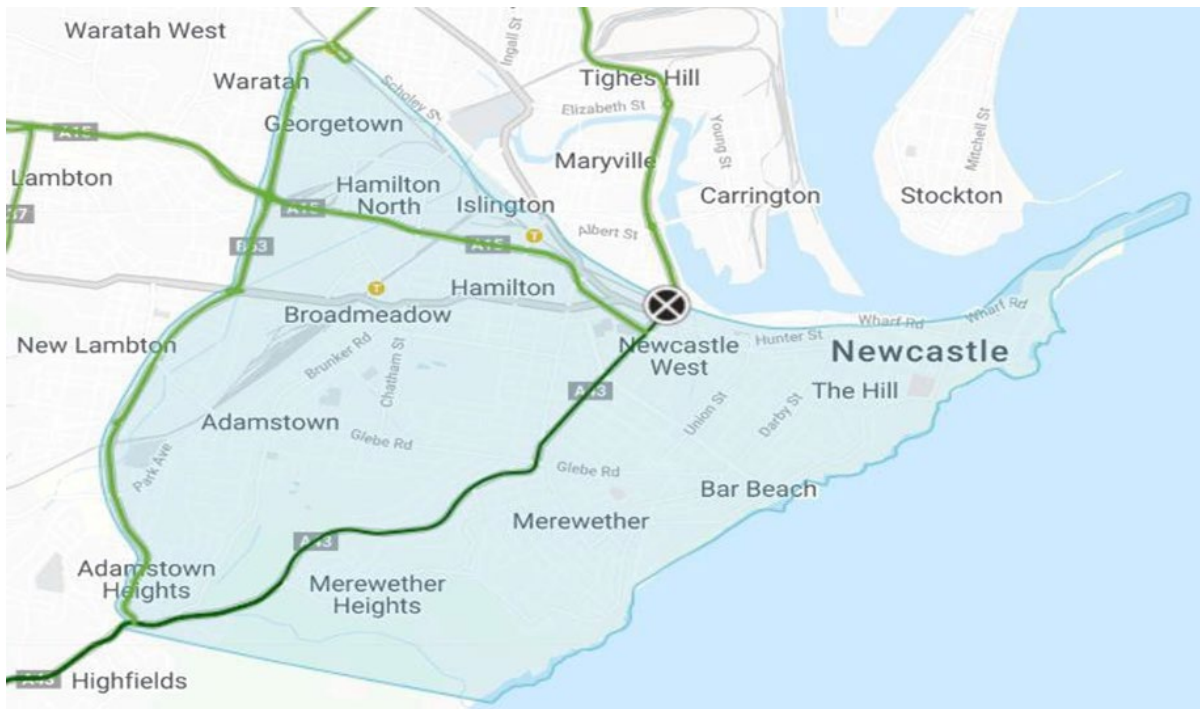 Waratah West
Ingall St
Tighes Hill
Waratah
Scholey St
Elizabeth St
Mitchell St
Georgetown
Young St
A15
Maryville
Lambton
Hamilton
North
Islington
Carrington
Stockton
A15
37
Albert St
B63
A15
Hamilton
Broadmeadow
T
T
Wharf Rd
Wharf Rd
New Lambton
Brunker Rd
Hunter St
Newcastle
West
Newcastle
Chatham St
A43
The Hill
Union St
Darby St
Adamstown
Glebe Rd
Park Ave
Glebe Rd
Bar Beach
Merewether
A43
Adamstown
Heights
Merewether
Heights
A43
Highfields